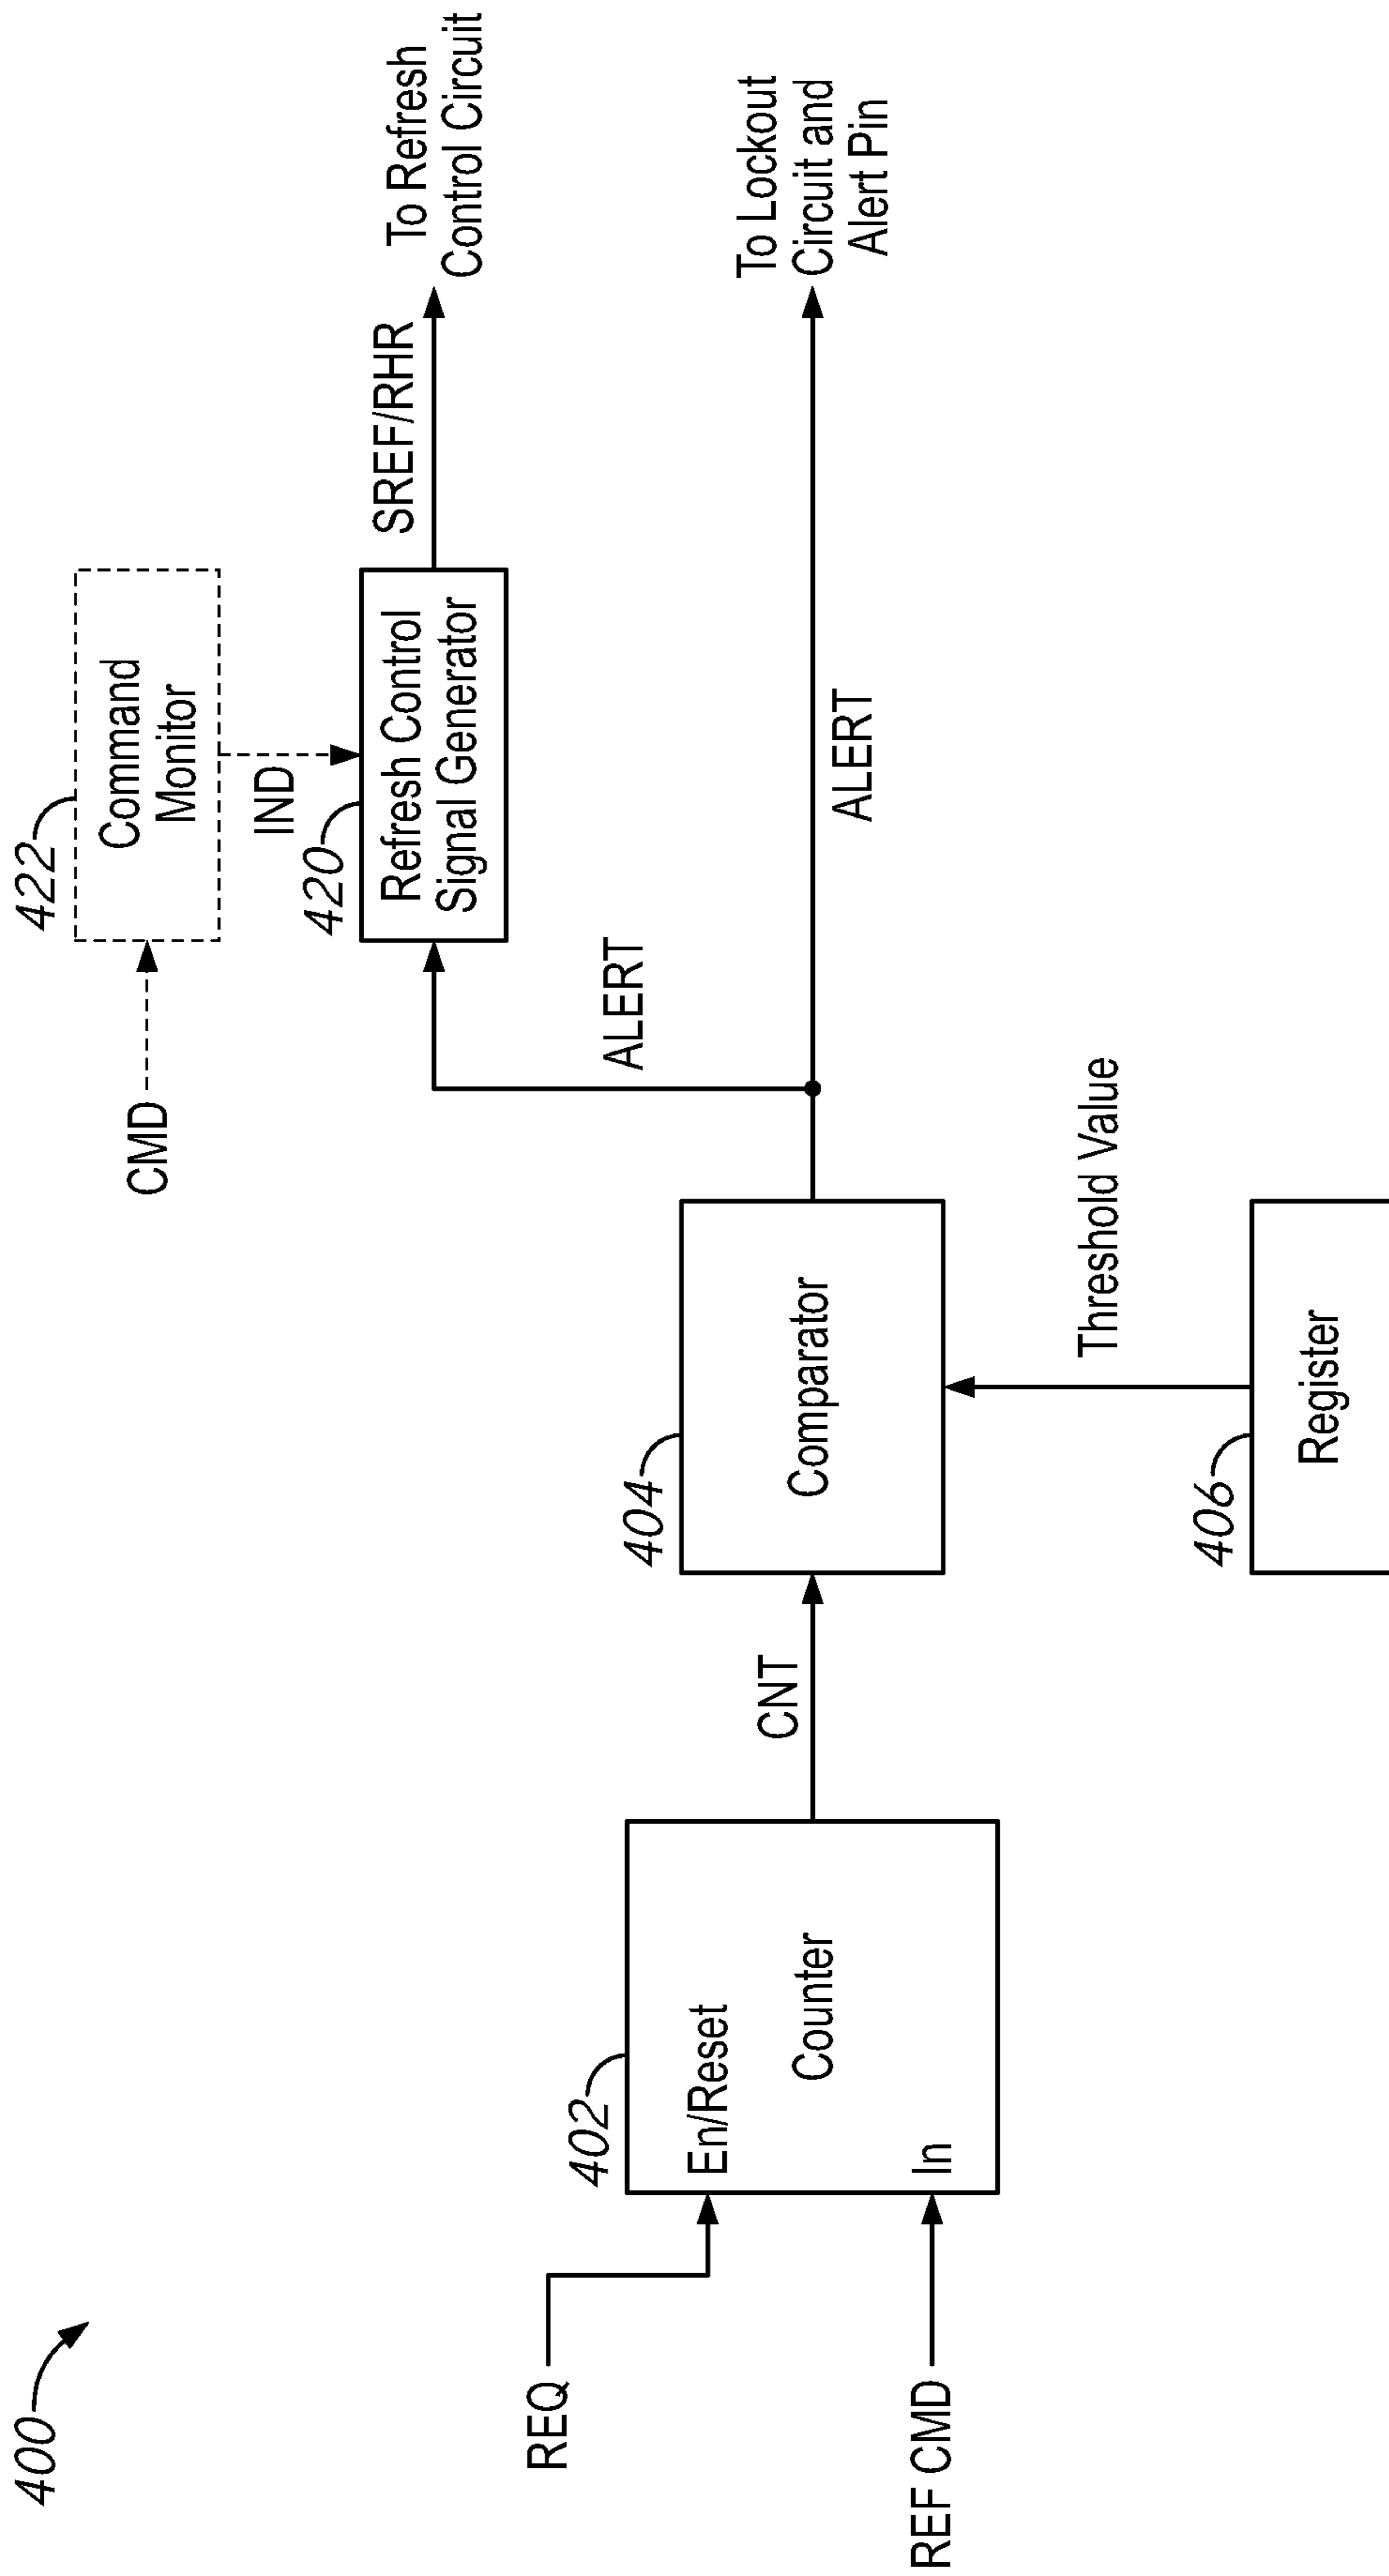 400
422
Command
Monitor
CMD
IND
420
Refresh Control
Signal Generator
SREF/RHR
To Refresh
Control Circuit
ALERT
REQ
402
En/Reset
Counter
In
REF CMD
CNT
404
Comparator
ALERT
To Lockout
Circuit and
Alert Pin
Threshold Value
406
Register